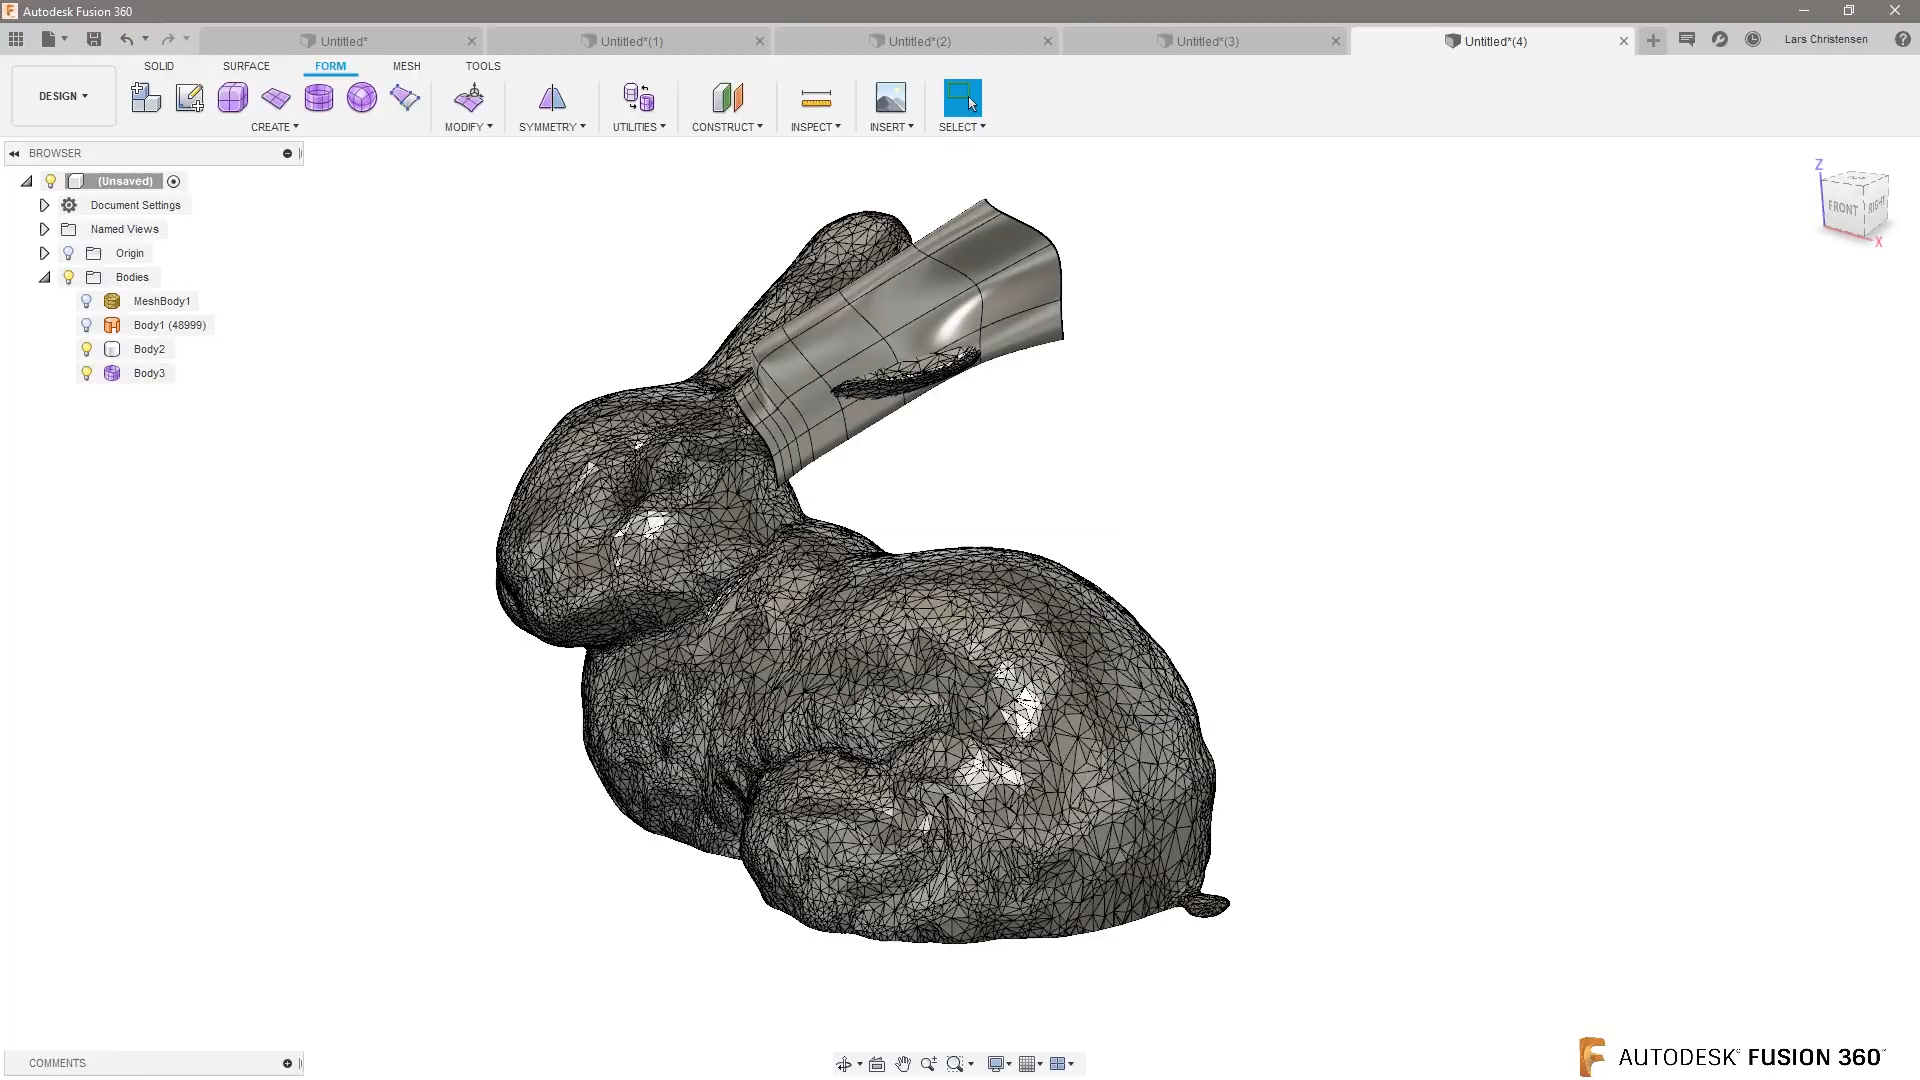 Autodesk Fusion 360
Untitled*
Untitled*(1)
Untitled*(2)
Untitled*(3)
Untitled*(4)
Lars Christensen
DESIGN
SOLID
SURFACE
FORM
MESH
TOOLS
CREATE
MODIFY
SYMMETRY
UTILITIES
CONSTRUCT
INSPECT
INSERT
SELECT
BROWSER
(Unsaved)
Document Settings
Named Views
Origin
Bodies
MeshBody1
Body1 (48999)
Body2
Body3
Z
FRONT
RIGHT
X
COMMENTS
AUTODESK® FUSION 360™